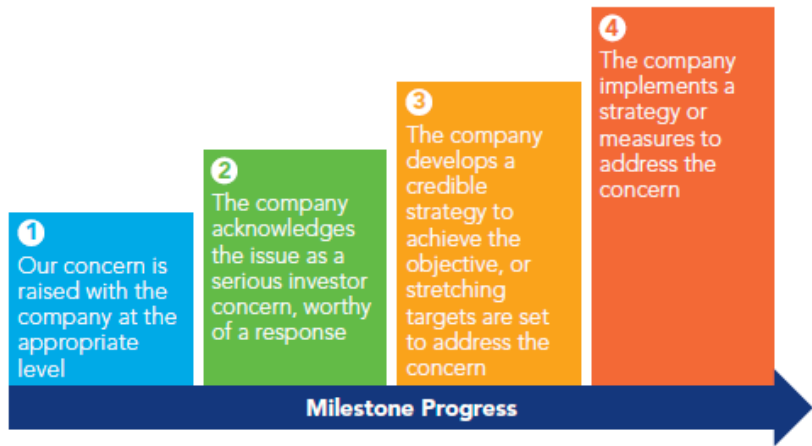 1
Our concern is
raised with the
company at the
appropriate
level
2
The company
acknowledges
the issue as a
serious investor
concern, worthy
of a response
3
The company
develops a
credible
strategy to
achieve the
objective, or
stretching
targets are set
to address the
concern
4
The company
implements a
strategy or
measures to
address the
concern
Milestone Progress